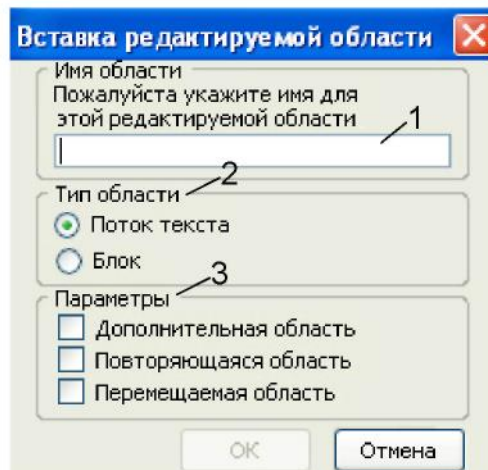 Вставка редактируемой области
Имя области
Пожалуйста укажите имя для
этой редактируемой области
1
2
Тип области
Поток текста
Блок
3
Параметры
Дополнительная область
Повторяющаяся область
Перемещаемая область
ОК
Отмена